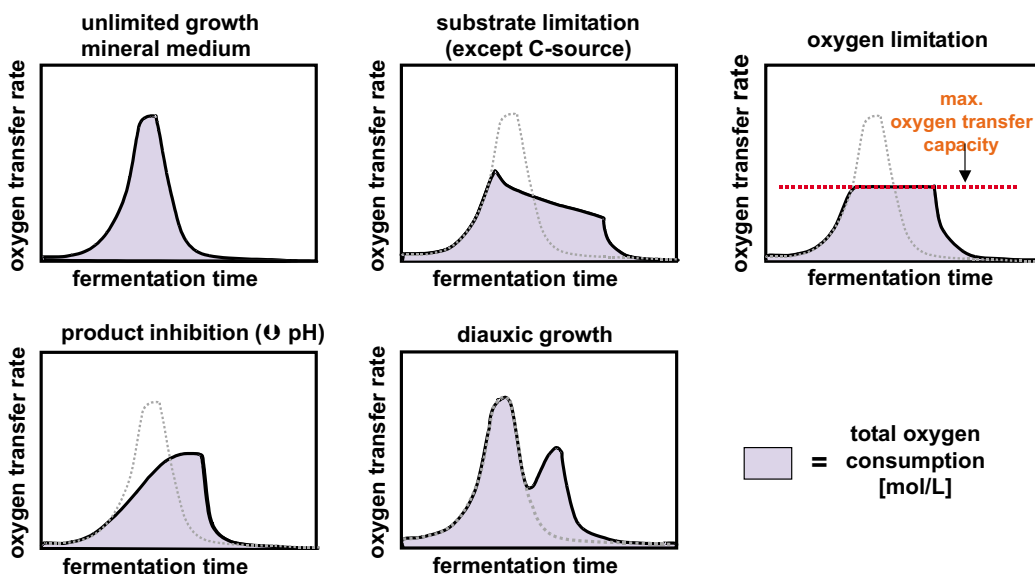 unlimited growth
mineral medium
oxygen transfer rate
fermentation time
substrate limitation
(except C-source)
oxygen transfer rate
fermentation time
oxygen limitation
max.
oxygen transfer
capacity
oxygen transfer rate
fermentation time
product inhibition (⬇ pH)
oxygen transfer rate
fermentation time
diauxic growth
oxygen transfer rate
fermentation time
=
total oxygen
consumption
[mol/L]